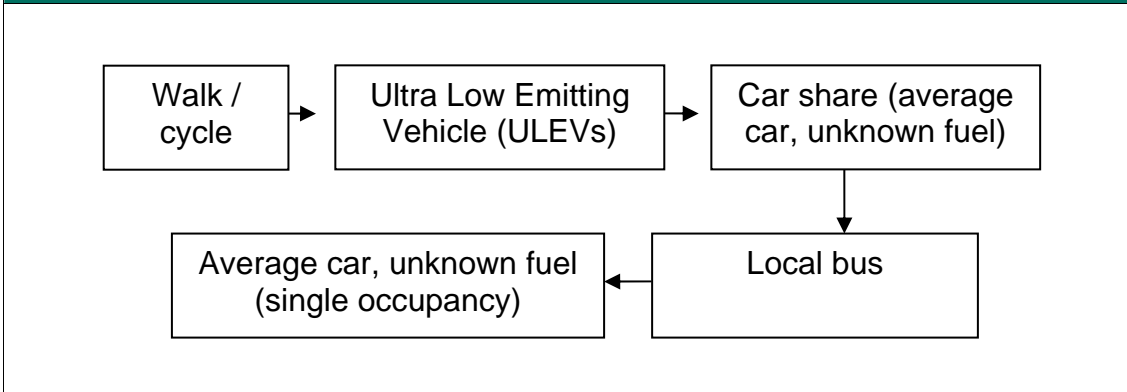 Walk /
cycle
Ultra Low Emitting
Vehicle (ULEVs)
Car share (average
car, unknown fuel)
Local bus
Average car, unknown fuel
(single occupancy)